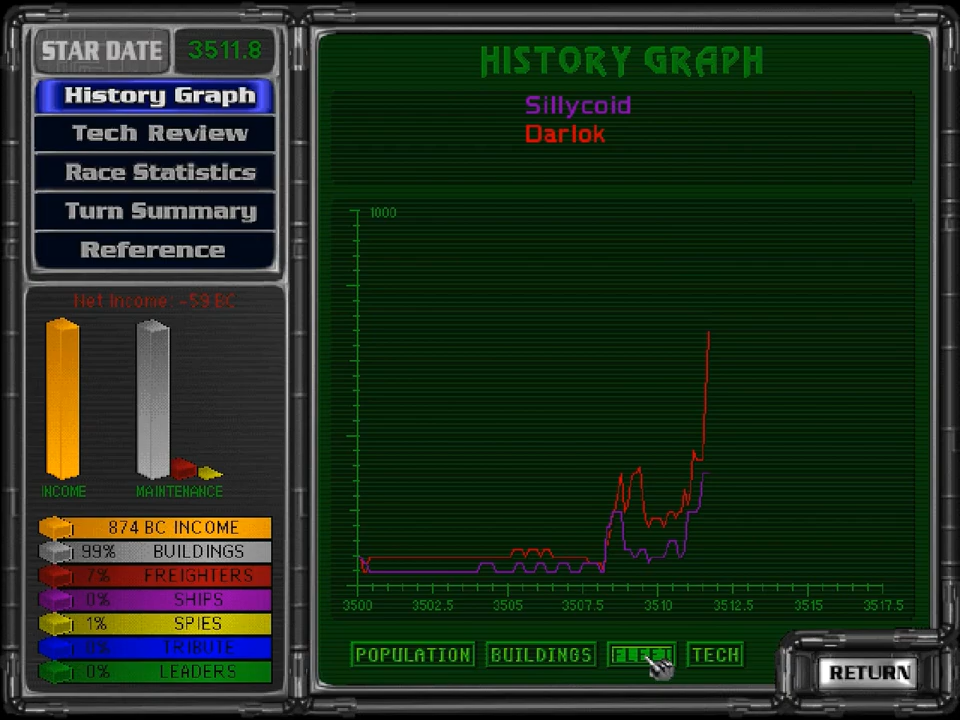 STAR DATE 3511.8
History Graph
Tech Review
Race Statistics
Turn Summary
Reference
Net Income: -59 BC
INCOME MAINTENANCE
874 BC INCOME
99% BUILDINGS
7% FREIGHTERS
0% SHIPS
1% SPIES
0% TRIBUTE
0% LEADERS
HISTORY GRAPH
Sillycoid
Darlok
1000
3500 3502.5 3505 3507.5 3510 3512.5 3515 3517.5
POPULATION BUILDINGS FLEET TECH
RETURN